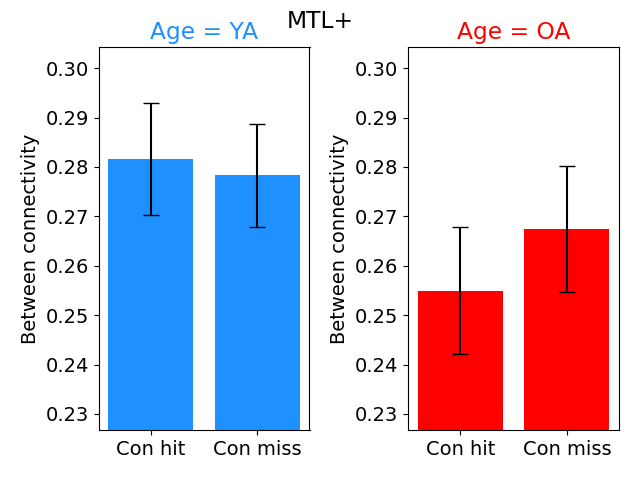 MTL+
Age = YA
Age = OA
Between connectivity
0.30
0.29
0.28
0.27
0.26
0.25
0.24
0.23
Con hit
Con miss
Between connectivity
0.30
0.29
0.28
0.27
0.26
0.25
0.24
0.23
Con hit
Con miss